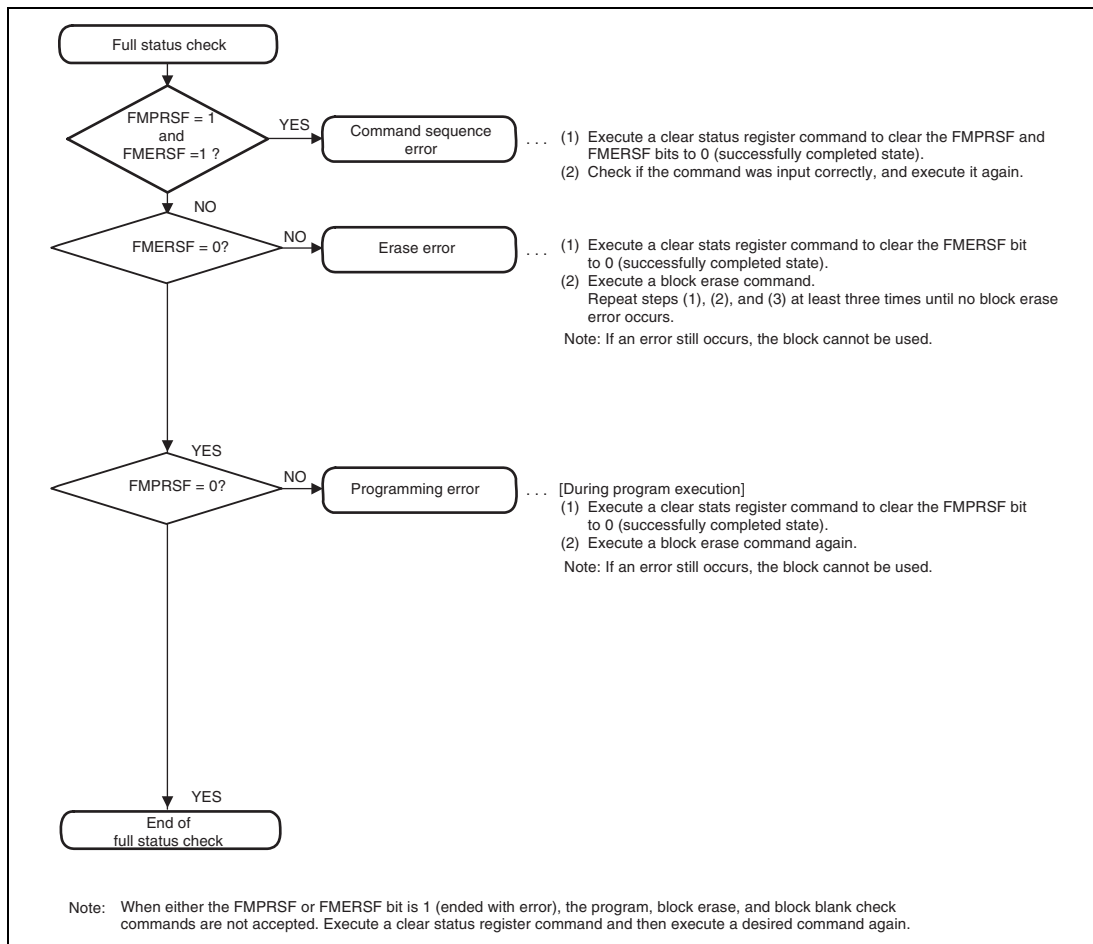 Full status check
FMPRSF = 1
and
FMERSF =1 ?
YES
Command sequence
error
. . .
(1) Execute a clear status register command to clear the FMPRSF and
FMERSF bits to 0 (successfully completed state).
(2) Check if the command was input correctly, and execute it again.
NO
FMERSF = 0?
NO
Erase error
. . .
(1) Execute a clear stats register command to clear the FMERSF bit
to 0 (successfully completed state).
(2) Execute a block erase command.
Repeat steps (1), (2), and (3) at least three times until no block erase
error occurs.
Note: If an error still occurs, the block cannot be used.
YES
FMPRSF = 0?
NO
Programming error
. . .
[During program execution]
(1) Execute a clear stats register command to clear the FMPRSF bit
to 0 (successfully completed state).
(2) Execute a block erase command again.
Note: If an error still occurs, the block cannot be used.
YES
End of
full status check
Note: When either the FMPRSF or FMERSF bit is 1 (ended with error), the program, block erase, and block blank check
commands are not accepted. Execute a clear status register command and then execute a desired command again.